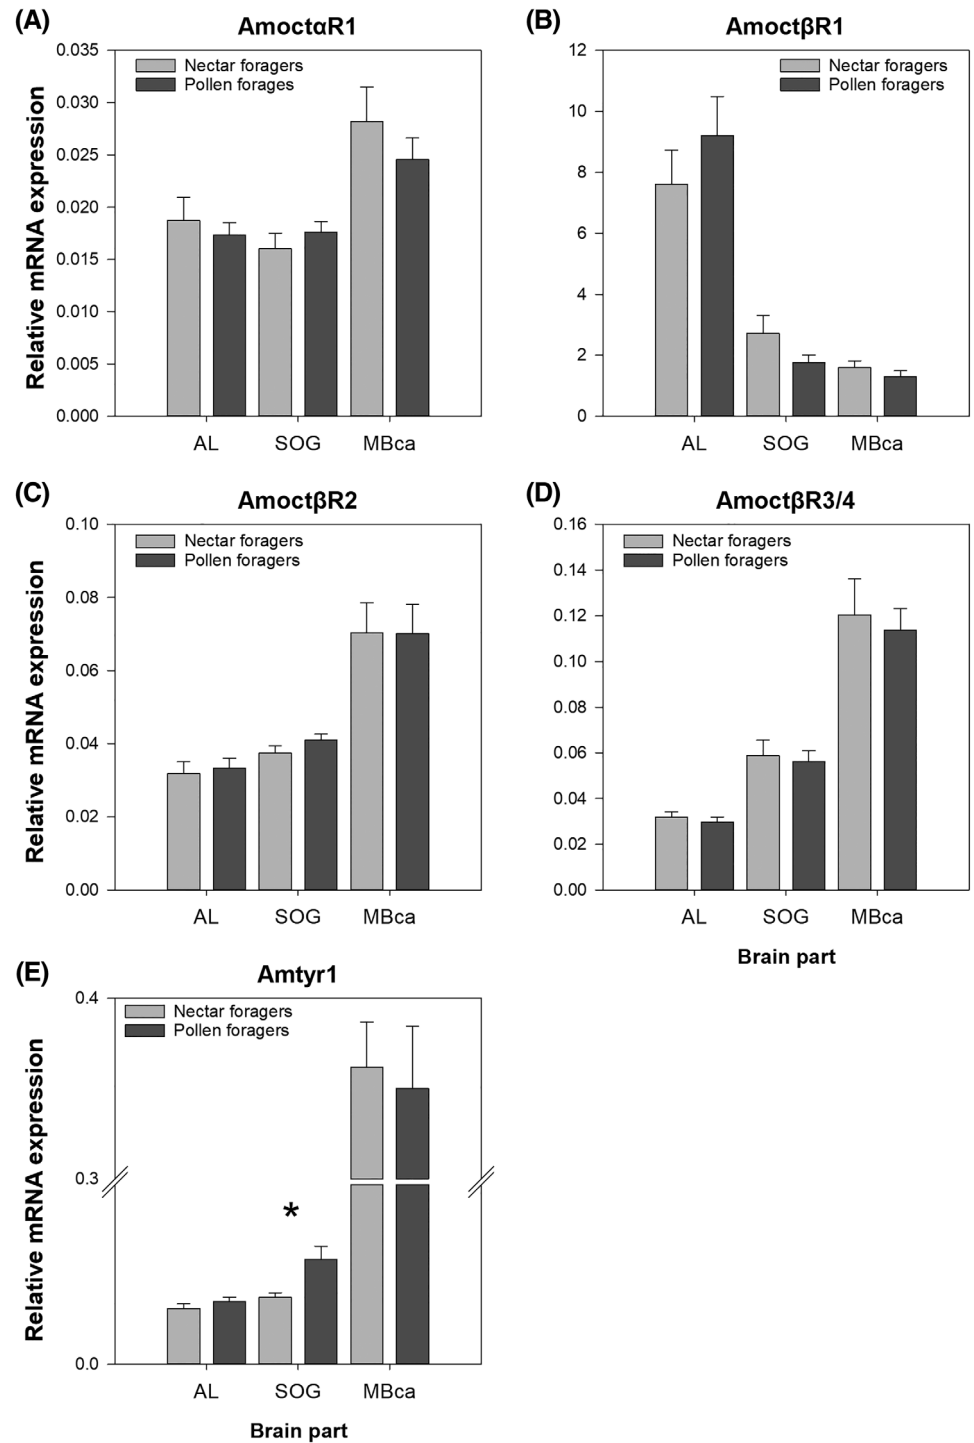 (A)
AmoctαR1
Relative mRNA expression
0.035
0.030
0.025
0.020
0.015
0.010
0.005
0.000
Nectar foragers
Pollen forages
AL SOG MBca
(B)
AmoctβR1
12
10
8
6
4
2
0
Nectar foragers
Pollen foragers
AL SOG MBca
(C)
AmoctβR2
Relative mRNA expression
0.10
0.08
0.06
0.04
0.02
0.00
Nectar foragers
Pollen foragers
AL SOG MBca
(D)
AmoctβR3/4
0.16
0.14
0.12
0.10
0.08
0.06
0.04
0.02
0.00
Nectar foragers
Pollen foragers
AL SOG MBca
Brain part
(E)
Amtyr1
Relative mRNA expression
0.4
0.3
0.0
Nectar foragers
Pollen foragers
*
AL SOG MBca
Brain part